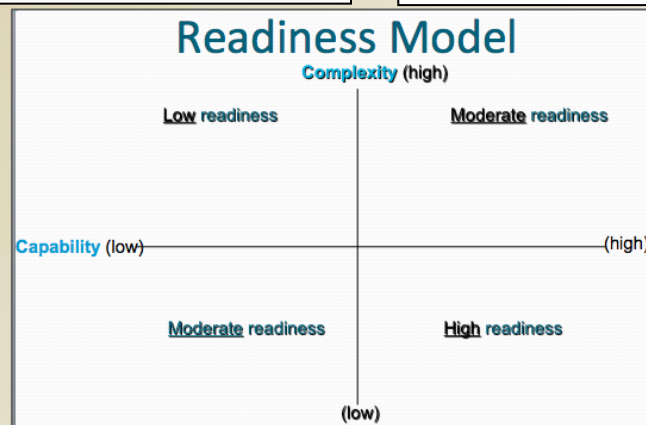 Readiness Model
Complexity (high)
Low readiness
Moderate readiness
Capability (low)
(high)
Moderate readiness
High readiness
(low)